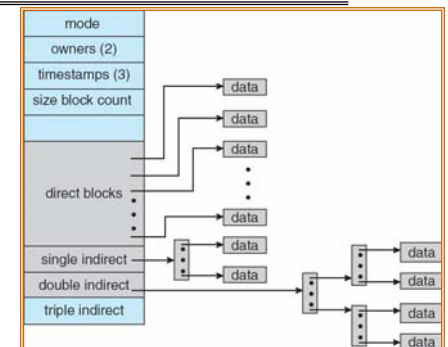 mode
owners (2)
timestamps (3)
size block count
data
data
data
direct blocks
data
single indirect
data
data
double indirect
triple indirect
data
data
data
data